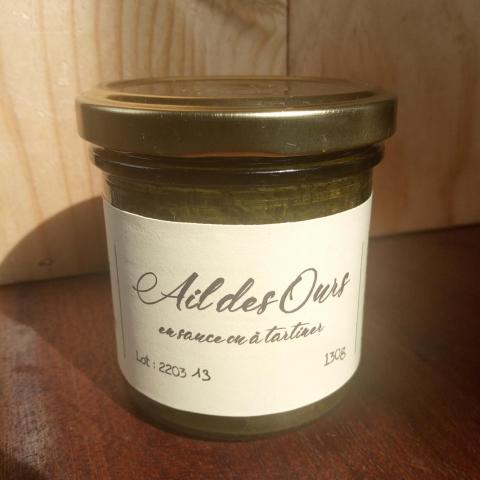 Ail des Ours
en sauce ou à tartiner
Lot : 2203 13
130g